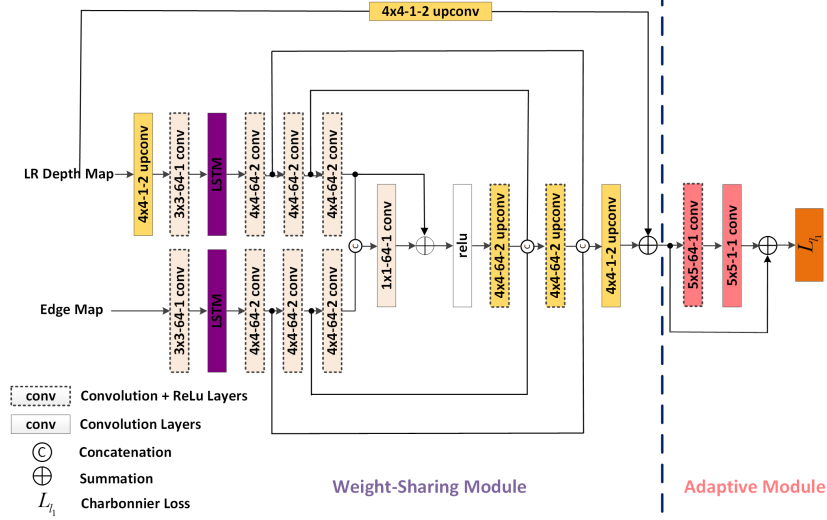 4x4-1-2 upconv
LR Depth Map
4x4-1-2 upconv
3x3-64-1 conv
LSTM
4x4-64-2 conv
4x4-64-2 conv
4x4-64-2 conv
C
1x1-64-1 conv
relu
4x4-64-2 upconv
C
4x4-64-2 upconv
C
4x4-1-2 upconv
5x5-64-1 conv
5x5-1-1 conv
L_{l_1}
Edge Map
3x3-64-1 conv
LSTM
4x4-64-2 conv
4x4-64-2 conv
4x4-64-2 conv
conv Convolution + ReLu Layers
conv Convolution Layers
C Concatenation
Summation
L_{l_1} Charbonnier Loss
Weight-Sharing Module
Adaptive Module